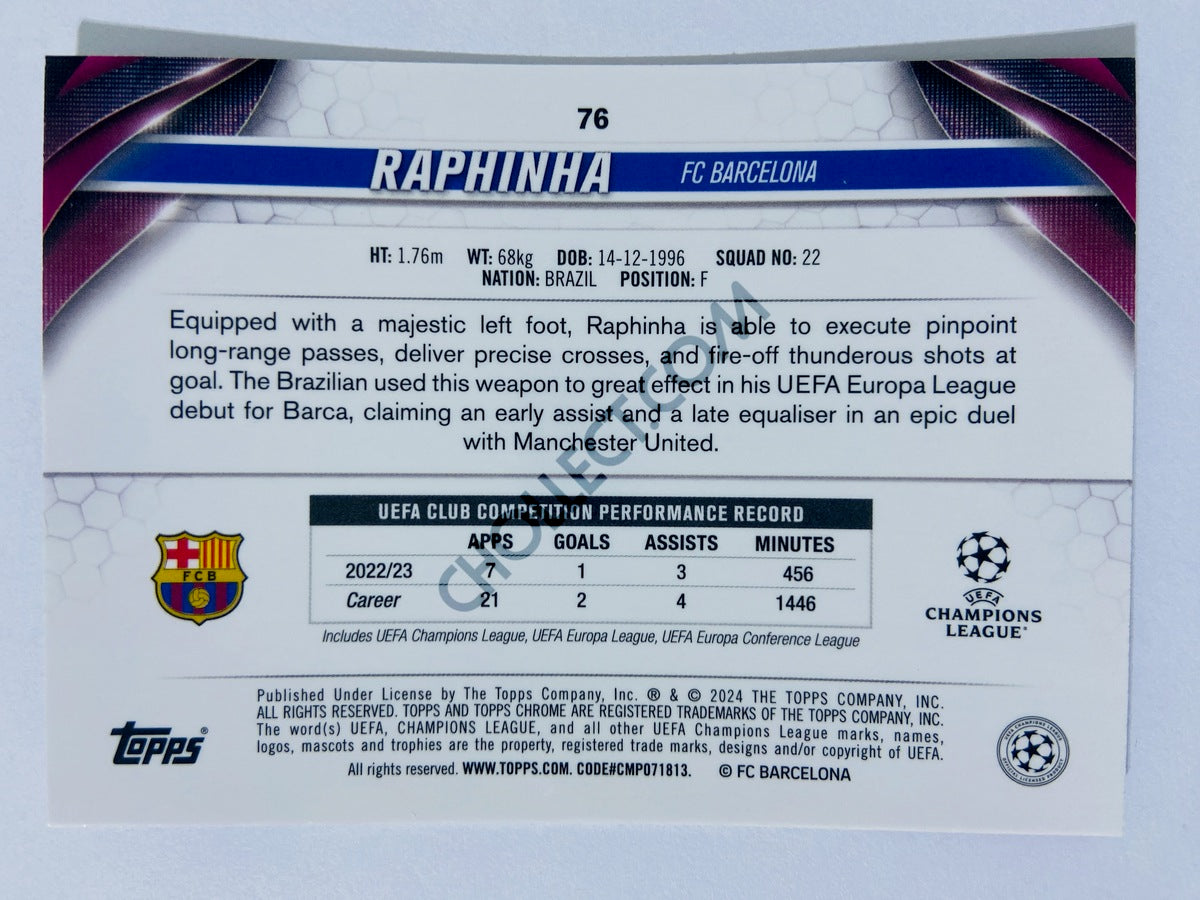 76
RAPHINHA FC BARCELONA
HT: 1.76m WT: 68kg DOB: 14-12-1996 SQUAD NO: 22
NATION: BRAZIL POSITION: F
Equipped with a majestic left foot, Raphinha is able to execute pinpoint
long-range passes, deliver precise crosses, and fire-off thunderous shots at
goal. The Brazilian used this weapon to great effect in his UEFA Europa League
debut for Barca, claiming an early assist and a late equaliser in an epic duel
with Manchester United.
CHOLLECT.COM
UEFA CLUB COMPETITION PERFORMANCE RECORD
APPS GOALS ASSISTS MINUTES
2022/23 7 1 3 456
Career 21 2 4 1446
Includes UEFA Champions League, UEFA Europa League, UEFA Europa Conference League
FCB
UEFA
CHAMPIONS
LEAGUE®
Published Under License by The Topps Company, Inc. ® & © 2024 THE TOPPS COMPANY, INC.
ALL RIGHTS RESERVED. TOPPS AND TOPPS CHROME ARE REGISTERED TRADEMARKS OF THE TOPPS COMPANY, INC.
The word(s) UEFA, CHAMPIONS LEAGUE, and all other UEFA Champions League marks, names,
logos, mascots and trophies are the property, registered trade marks, designs and/or copyright of UEFA.
All rights reserved. WWW.TOPPS.COM. CODE#CMP071813. © FC BARCELONA
Topps®
UEFA CHAMPIONS LEAGUE
OFFICIAL LICENSED PRODUCT